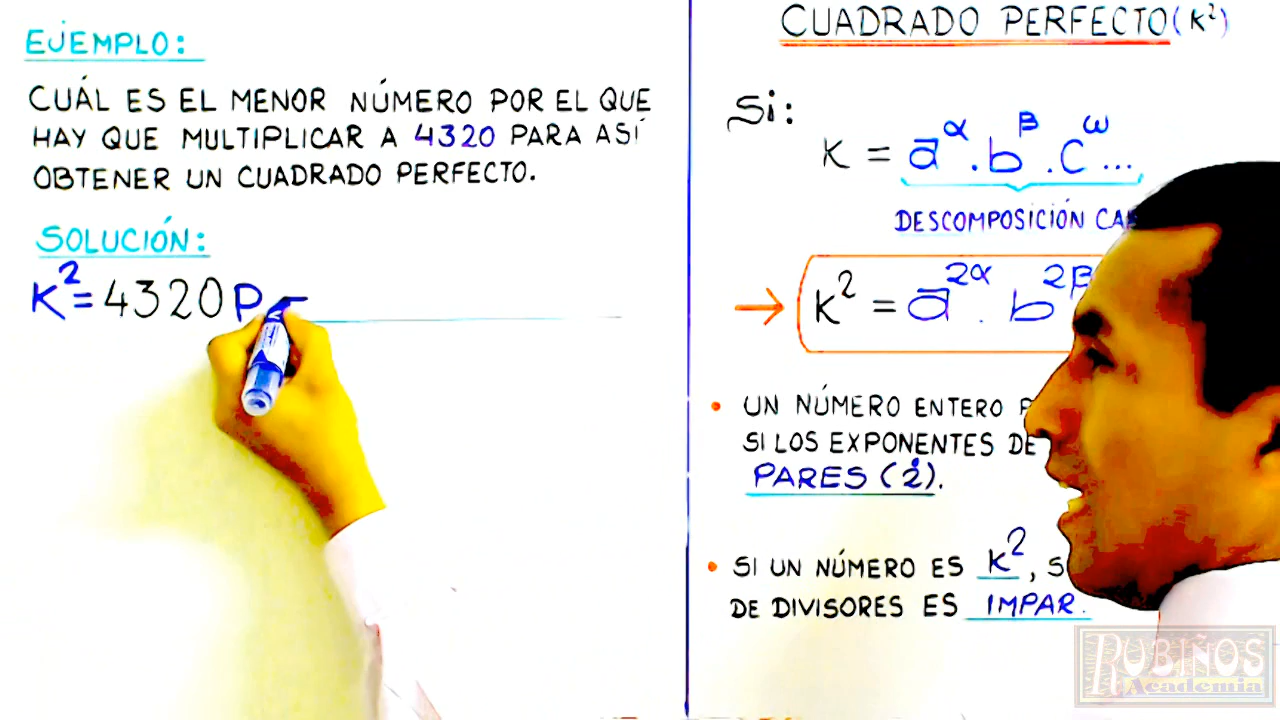 EJEMPLO:
CUÁL ES EL MENOR NÚMERO POR EL QUE
HAY QUE MULTIPLICAR A 4320 PARA ASÍ
OBTENER UN CUADRADO PERFECTO.
SOLUCIÓN:
K² = 4320 P
CUADRADO PERFECTO (K²)
Si:
K = a^α . b^β . c^ω ...
DESCOMPOSICIÓN
→ K² = a^2α . b^2β
• UN NÚMERO ENTERO
SI LOS EXPONENTES DE
PARES (2̇).
• SI UN NÚMERO ES K²,
DE DIVISORES ES IMPAR.
RUBIÑOS
Academia